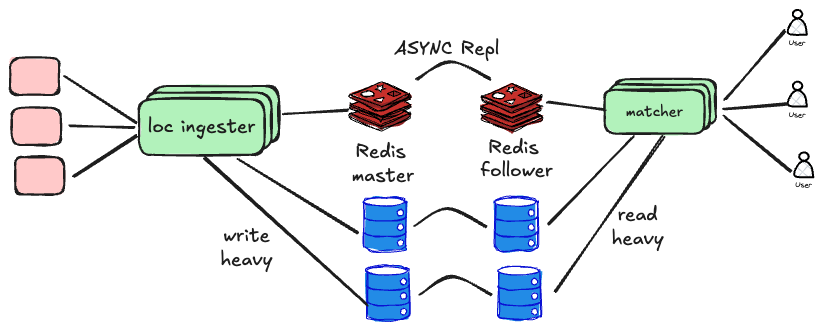 ASYNC Repl
loc ingester
matcher
User
User
User
Redis
master
Redis
follower
write
heavy
read
heavy